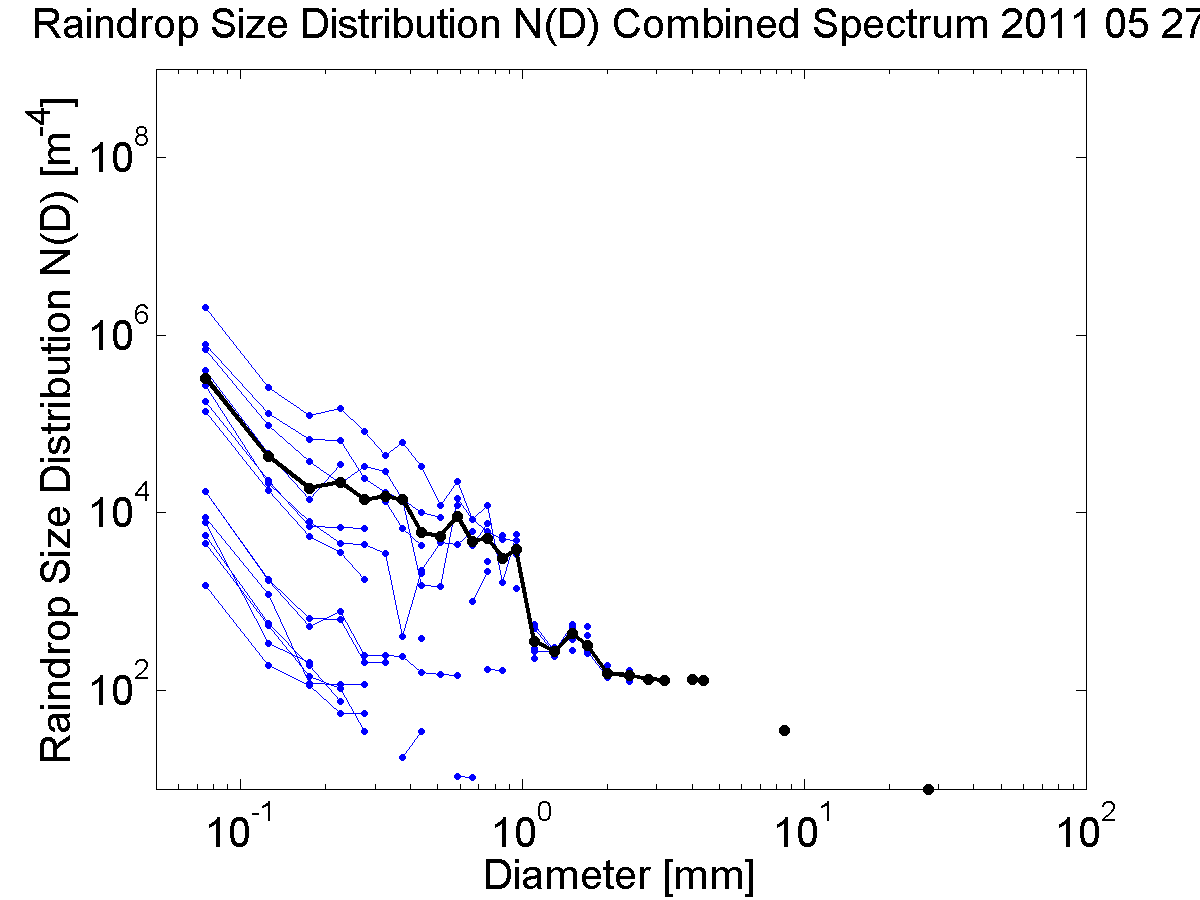 Raindrop Size Distribution N(D) Combined Spectrum 2011 05 27
Raindrop Size Distribution N(D) [m^-4]
10^8
10^6
10^4
10^2
10^-1
10^0
10^1
10^2
Diameter [mm]